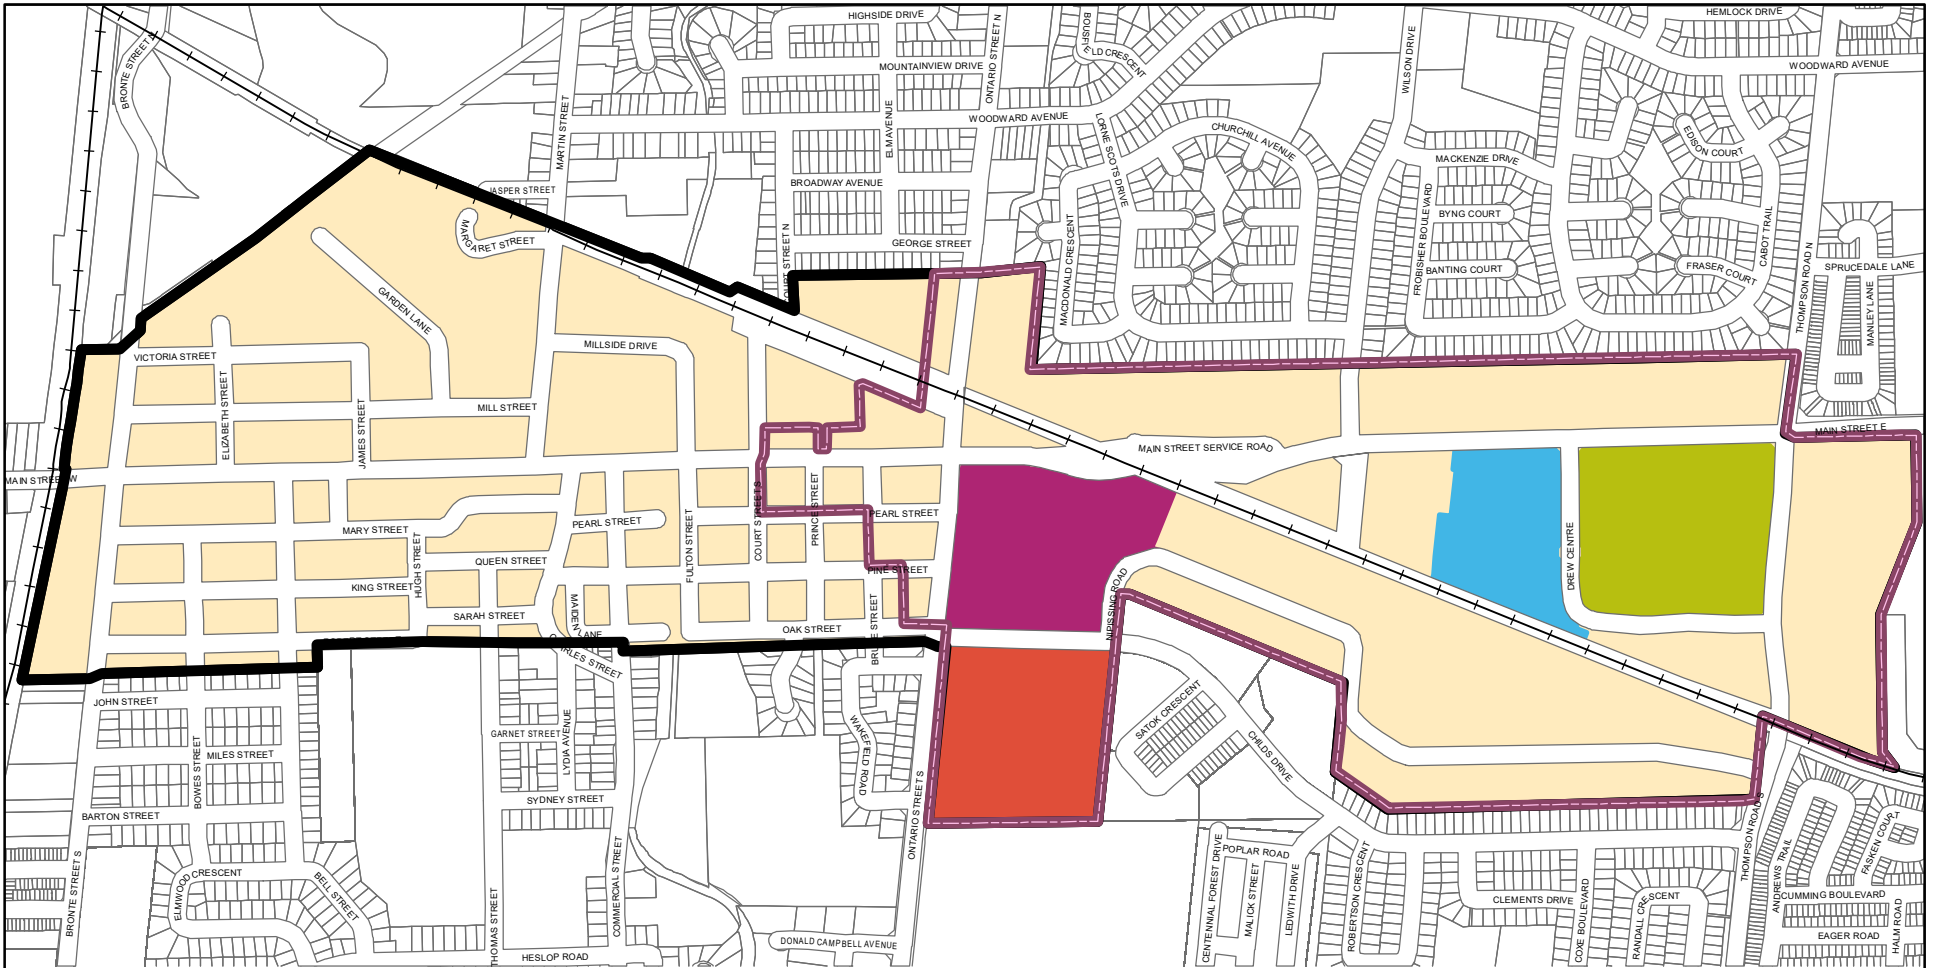 HIGHSIDE DRIVE
HEMLOCK DRIVE
MOUNTAINVIEW DRIVE
ONTARIO STREET N
LD CRESCENT
WILSON DRIVE
WOODWARD AVENUE
BRONTE STREET
MARTIN STREET
ELM AVENUE
WOODWARD AVENUE
LORNE SCOTS DRIVE
CHURCHILL AVENUE
EDISON COURT
MACKENZIE DRIVE
BROADWAY AVENUE
JASPER STREET
FROBISHER BOULEVARD
BYNG COURT
CABOT TRAIL
MARGARET STREET
MACDONALD CRESCENT
GEORGE STREET
BANTING COURT
FRASER COURT
THOMPSON ROAD N
SPRUCEDALE LANE
MANLEY LANE
GARDEN LANE
VICTORIA STREET
MILLSIDE DRIVE
ELIZABETH STREET
JAMES STREET
MILL STREET
MAIN STREET E
MAIN STREET SERVICE ROAD
MAIN STREET W
COURT STREET S
PRINCE STREET
PEARL STREET
PEARL STREET
MARY STREET
HUGH STREET
FULTON STREET
QUEEN STREET
DREW CENTRE
PINE STREET
KING STREET
SARAH STREET
MAIDEN LANE
NIPISSING ROAD
OAK STREET
BRUCE STREET
CHARLES STREET
JOHN STREET
SATOK CRESCENT
GARNET STREET
LYDIA AVENUE
WAKEFIELD ROAD
CHILDS DRIVE
BOWES STREET
MILES STREET
SYDNEY STREET
ONTARIO STREET S
BARTON STREET
THOMPSON ROAD S
ANDREWS TRAIL
FASKEN COURT
POPLAR ROAD
ELMWOOD CRESCENT
BELL STREET
BRONTE STREET S
THOMAS STREET
COMMERCIAL STREET
CENTENNIAL FOREST DRIVE
MALICK STREET
LEDWITH DRIVE
ROBERTSON CRESCENT
CLEMENTS DRIVE
COXE BOULEVARD
RANDALL CRESCENT
CUMMING BOULEVARD
EAGER ROAD
HALM ROAD
DONALD CAMPBELL AVENUE
HESLOP ROAD